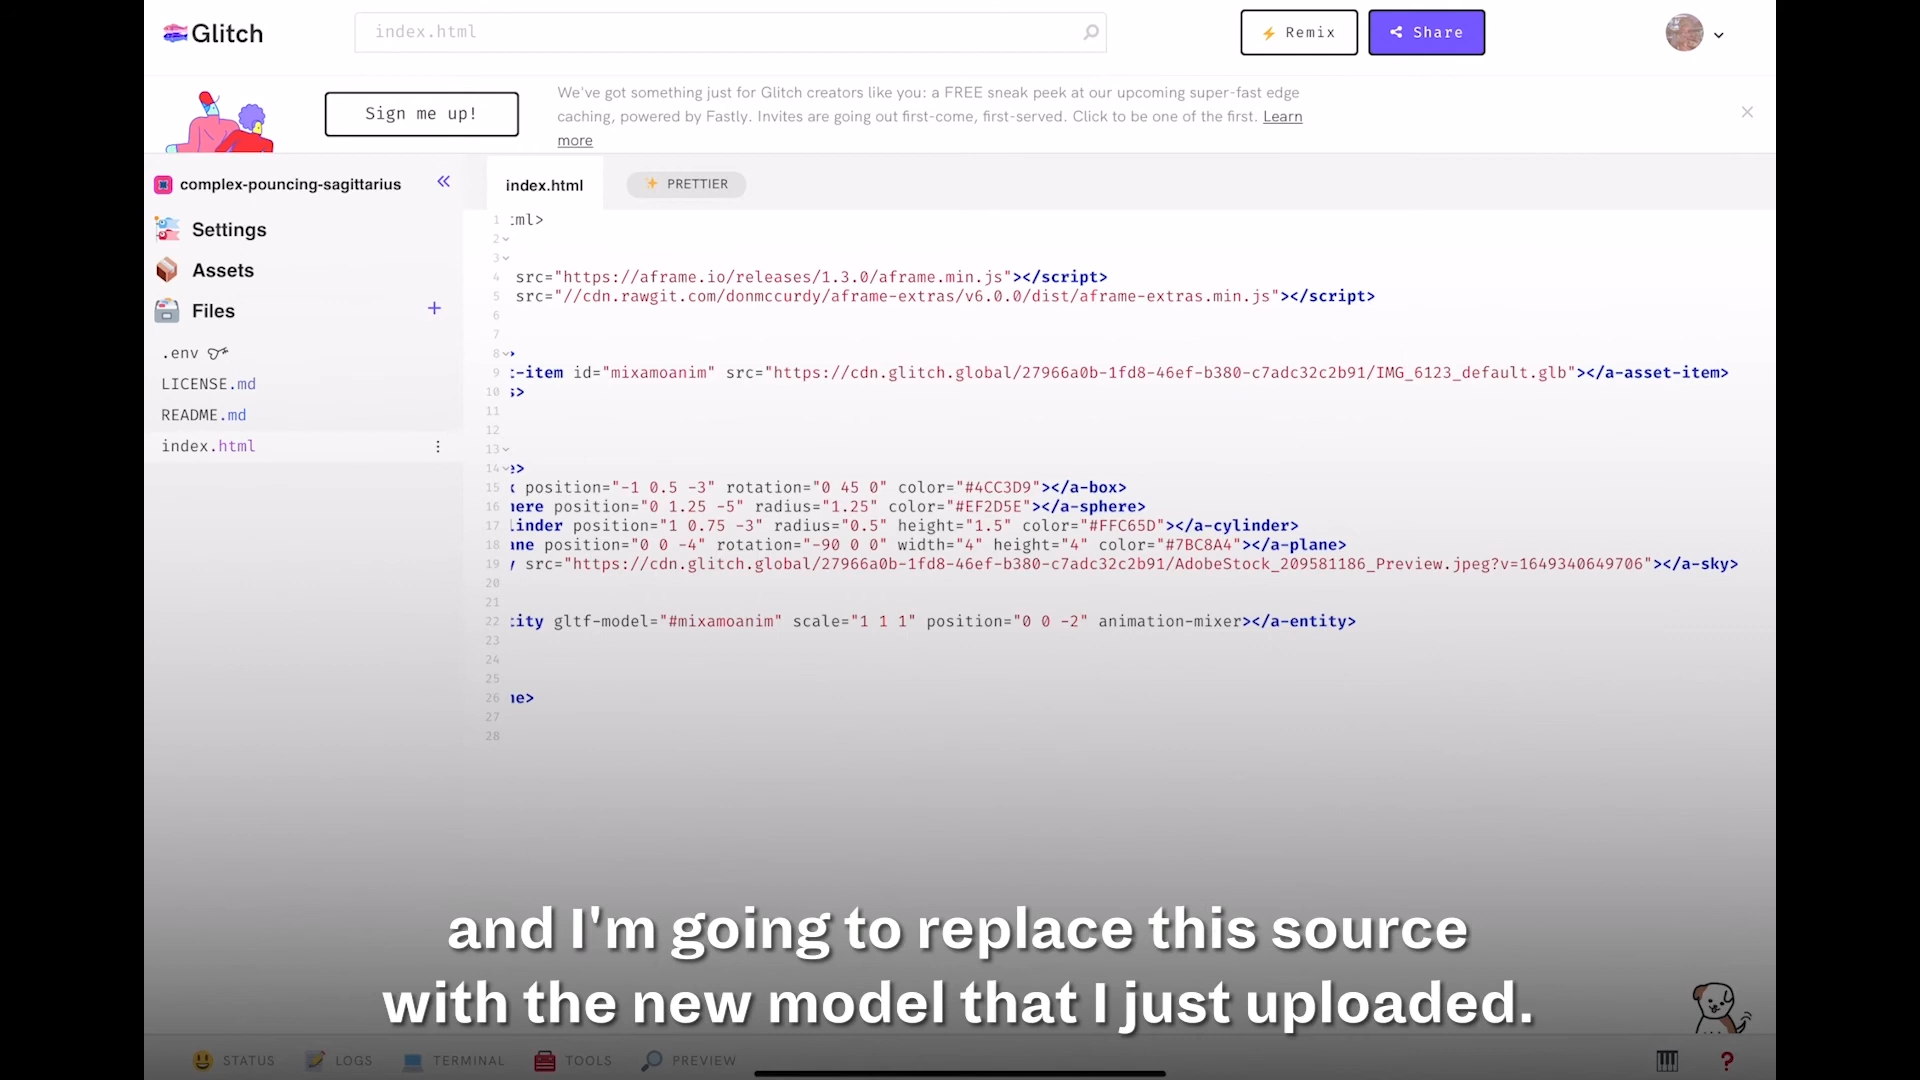 Glitch
index.html
Remix
Share
Sign me up!
We've got something just for Glitch creators like you: a FREE sneak peek at our upcoming super-fast edge
caching, powered by Fastly. Invites are going out first-come, first-served. Click to be one of the first. Learn
more
complex-pouncing-sagittarius
Settings
Assets
Files
.env
LICENSE.md
README.md
index.html
index.html
PRETTIER
1 :ml>
2
3
4 src="https://aframe.io/releases/1.3.0/aframe.min.js"></script>
5 src="//cdn.rawgit.com/donmccurdy/aframe-extras/v6.0.0/dist/aframe-extras.min.js"></script>
6
7
8 >
9 t-item id="mixamoanim" src="https://cdn.glitch.global/27966a0b-1fd8-46ef-b380-c7adc32c2b91/IMG_6123_default.glb"></a-asset-item>
10 s>
11
12
13
14 e>
15 x position="-1 0.5 -3" rotation="0 45 0" color="#4CC3D9"></a-box>
16 here position="0 1.25 -5" radius="1.25" color="#EF2D5E"></a-sphere>
17 linder position="1 0.75 -3" radius="0.5" height="1.5" color="#FFC65D"></a-cylinder>
18 ane position="0 0 -4" rotation="-90 0 0" width="4" height="4" color="#7BC8A4"></a-plane>
19 y src="https://cdn.glitch.global/27966a0b-1fd8-46ef-b380-c7adc32c2b91/AdobeStock_209581186_Preview.jpeg?v=1649340649706"></a-sky>
20
21
22 tity gltf-model="#mixamoanim" scale="1 1 1" position="0 0 -2" animation-mixer></a-entity>
23
24
25
26 ne>
27
28
and I'm going to replace this source
with the new model that I just uploaded.
STATUS
LOGS
TERMINAL
TOOLS
PREVIEW
?